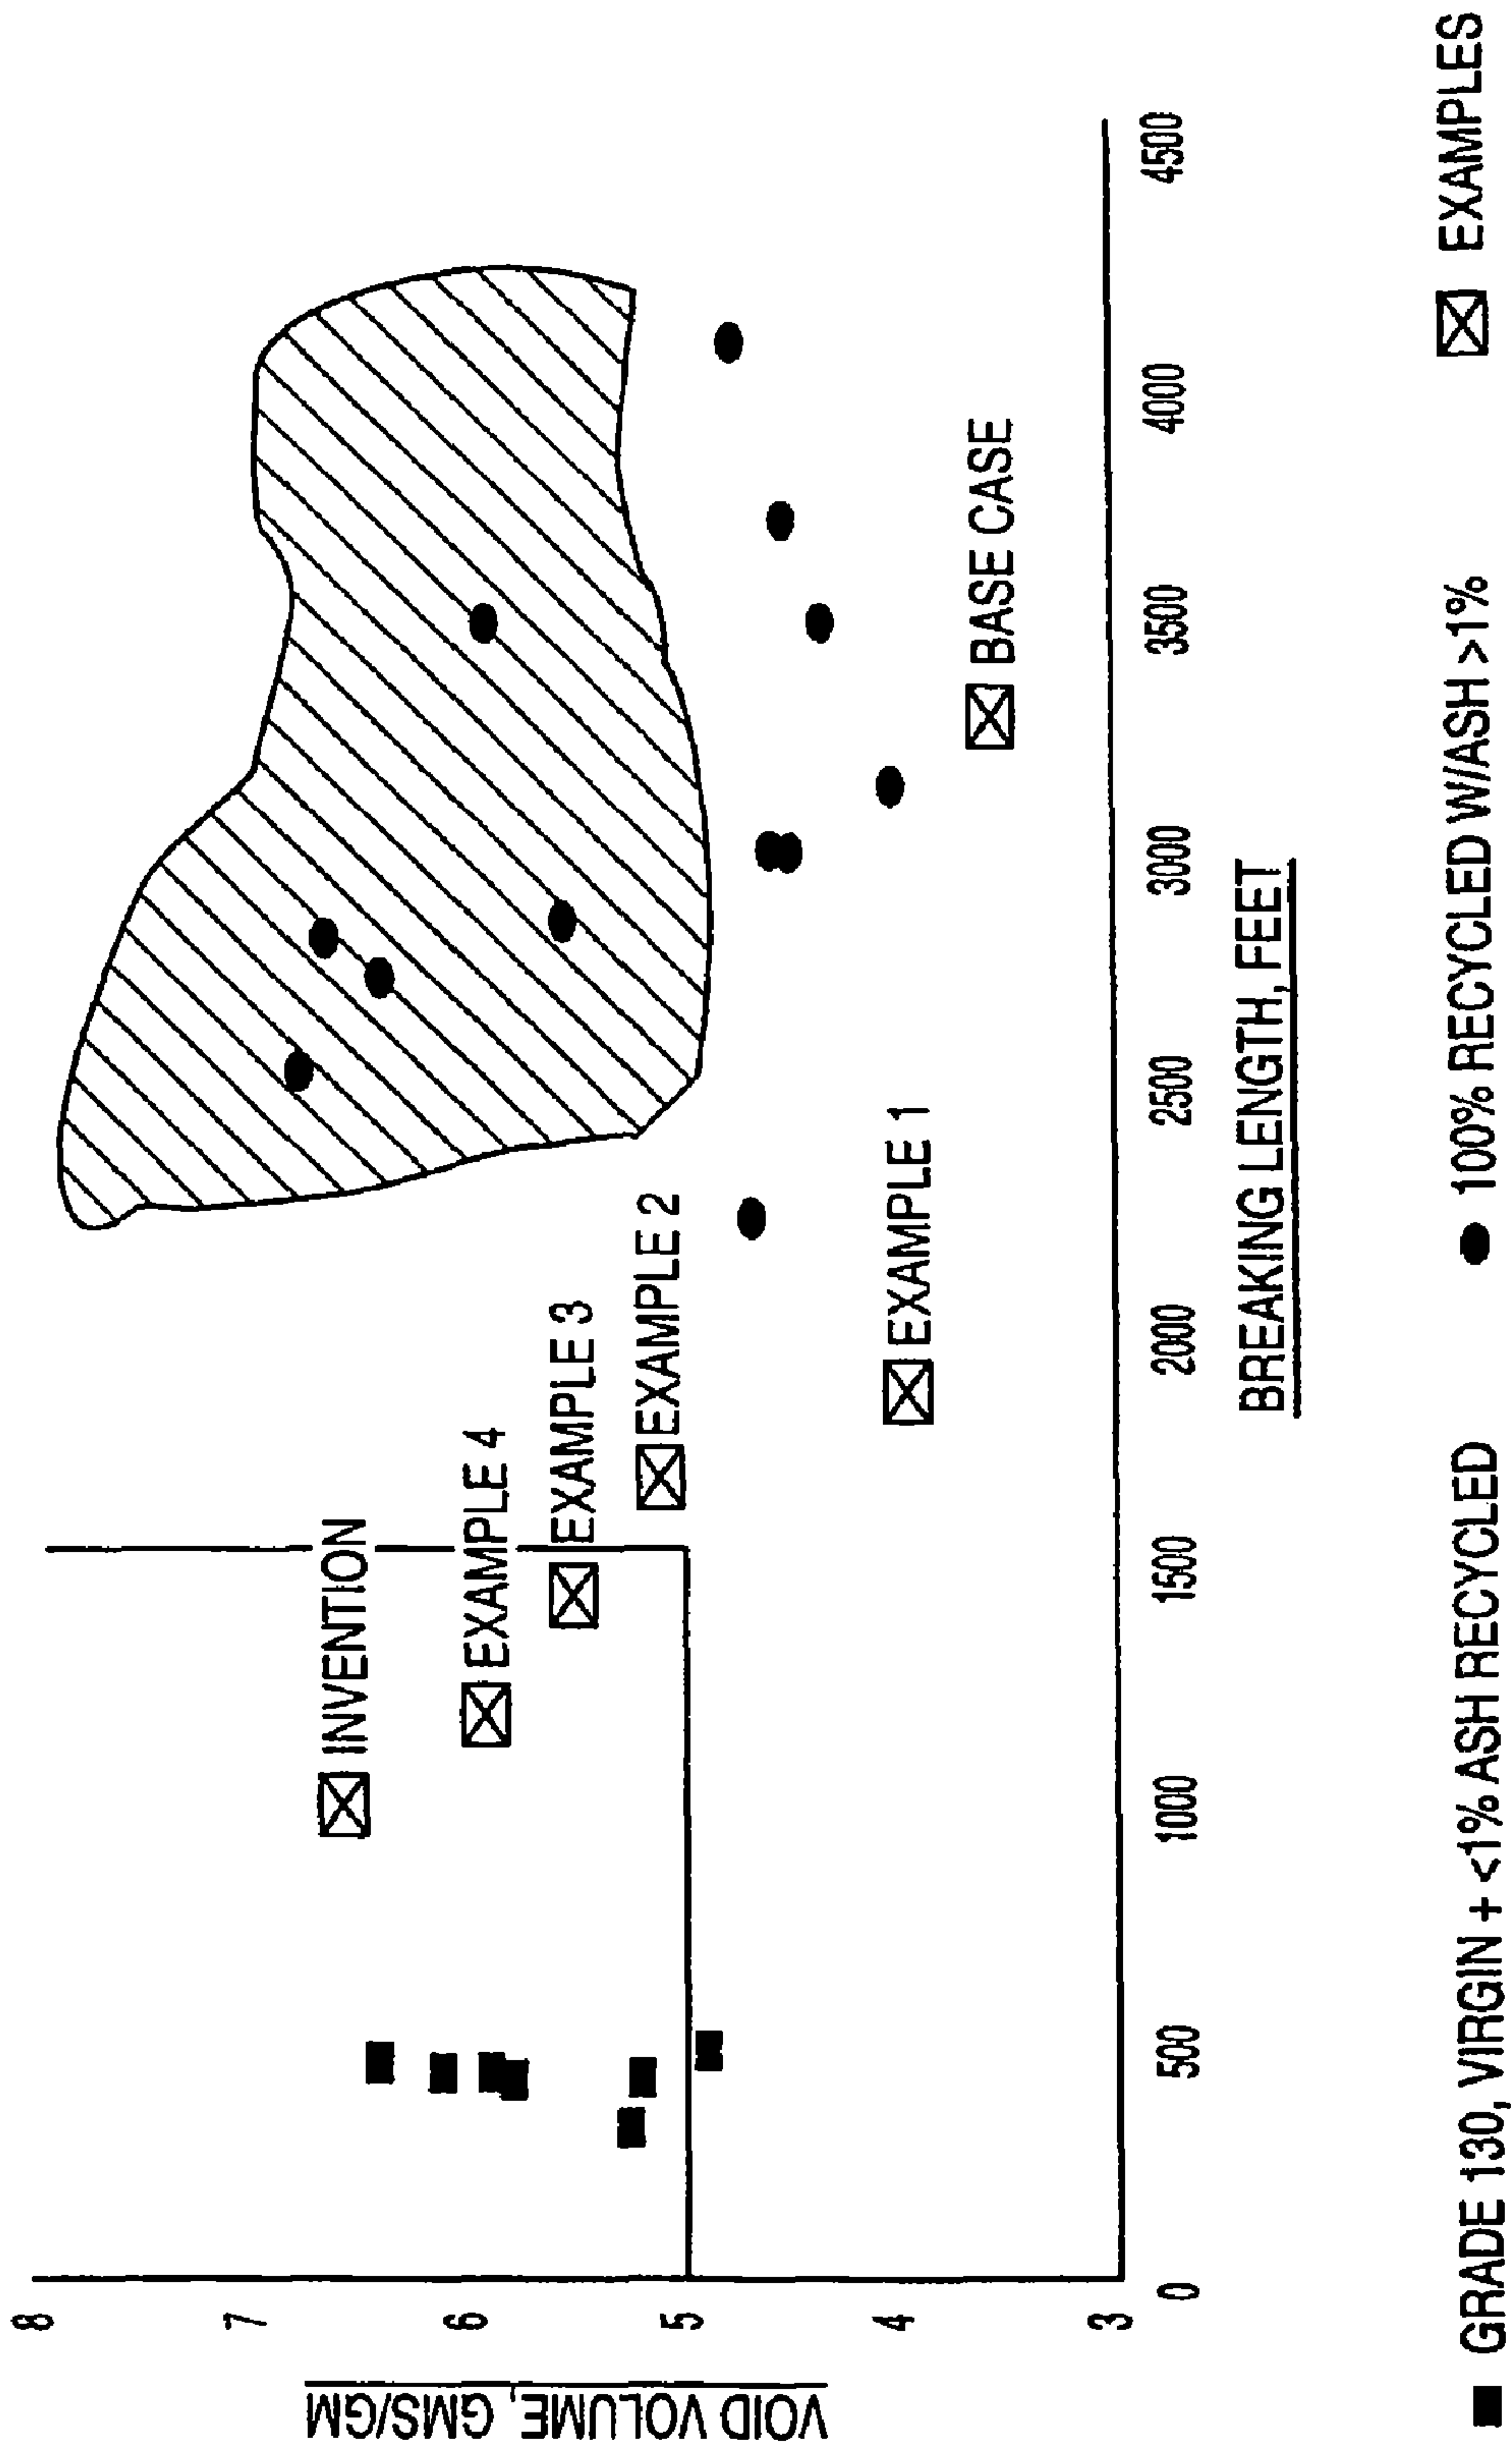 VOID VOLUME, GMS/GM
8
7
6
5
4
3
INVENTION
EXAMPLE 4
EXAMPLE 3
EXAMPLE 2
EXAMPLE 1
BASE CASE
0 500 1000 1500 2000 2500 3000 3500 4000 4500
BREAKING LENGTH, FEET
GRADE 130, VIRGIN + <1% ASH RECYCLED 100% RECYCLED W/ASH >1% EXAMPLES